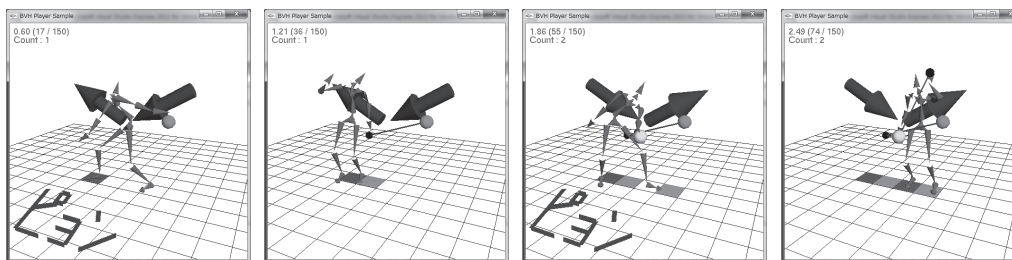 BVH Player Sample
0.60 (17 / 150)
Count : 1
BVH Player Sample
1.21 (36 / 150)
Count : 1
BVH Player Sample
1.86 (55 / 150)
Count : 2
BVH Player Sample
2.49 (74 / 150)
Count : 2